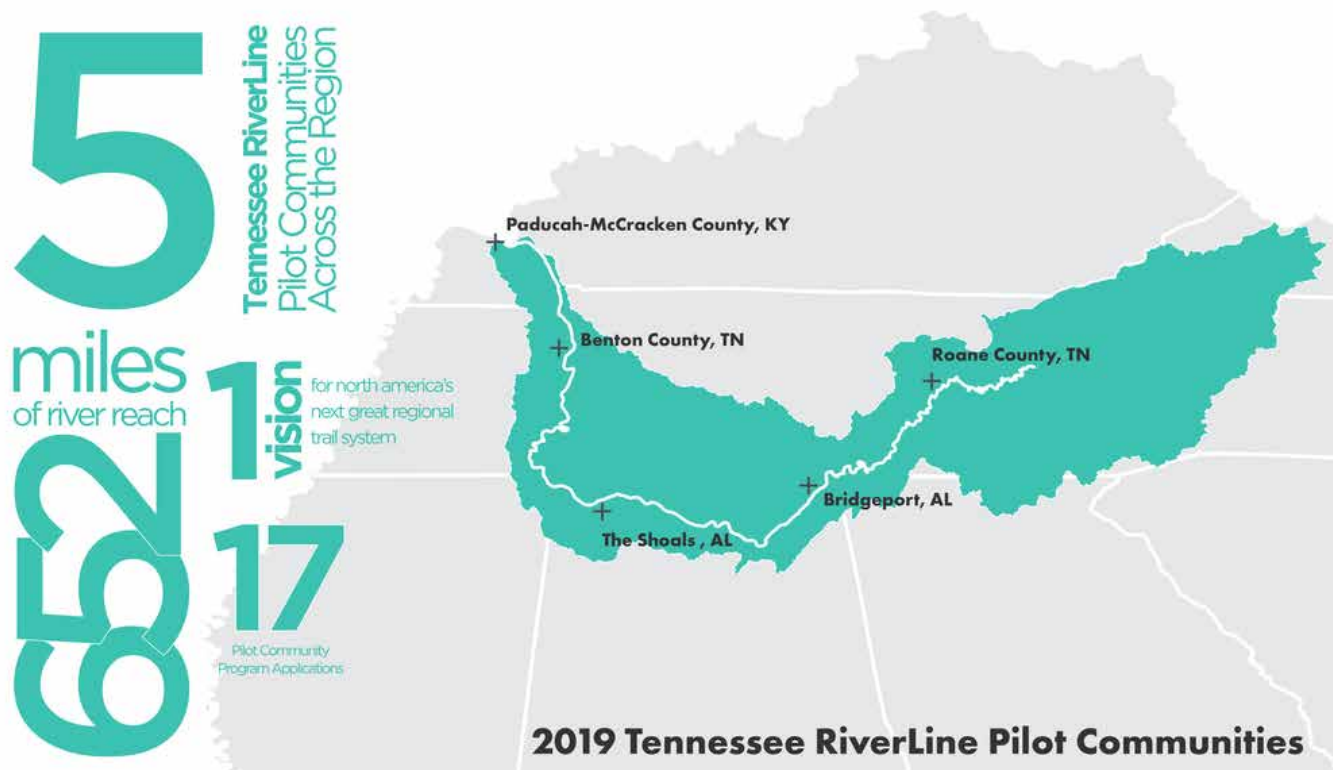 5
Tennessee RiverLine
Pilot Communities
Across the Region
miles
of river reach
652
1
vision
for north america's
next great regional
trail system
17
Pilot Community
Program Applications
Paducah-McCracken County, KY
Benton County, TN
Roane County, TN
Bridgeport, AL
The Shoals , AL
2019 Tennessee RiverLine Pilot Communities